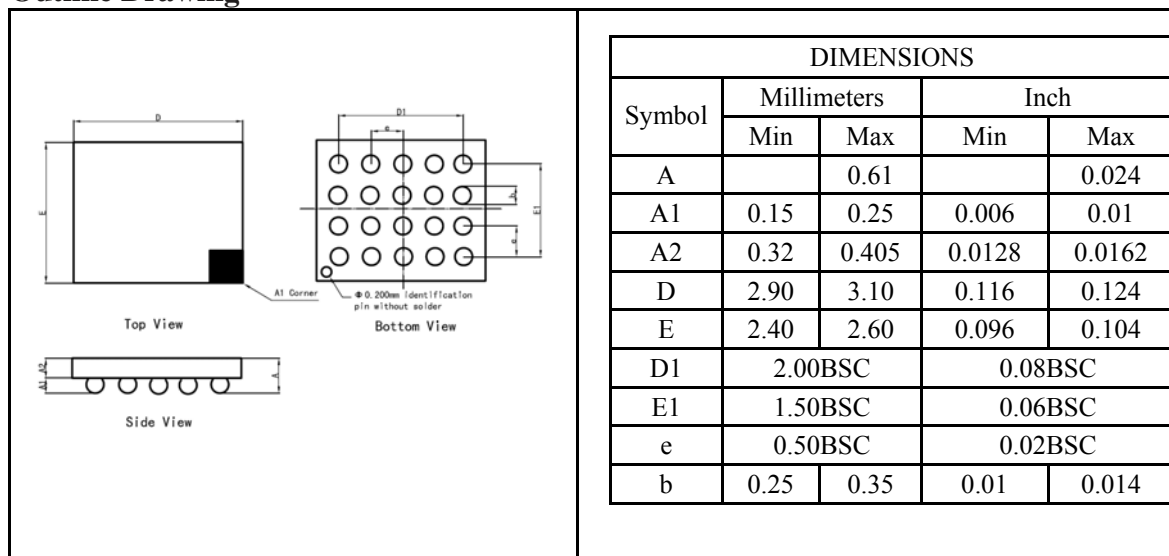 D
E
A1 Corner
Top View
D1
e
b
E1
e
Φ0.200mm identification
pin without solder
Bottom View
A2
A1
A
Side View
DIMENSIONS
Symbol Millimeters Inch
Min Max Min Max
A 0.61 0.024
A1 0.15 0.25 0.006 0.01
A2 0.32 0.405 0.0128 0.0162
D 2.90 3.10 0.116 0.124
E 2.40 2.60 0.096 0.104
D1 2.00BSC 0.08BSC
E1 1.50BSC 0.06BSC
e 0.50BSC 0.02BSC
b 0.25 0.35 0.01 0.014